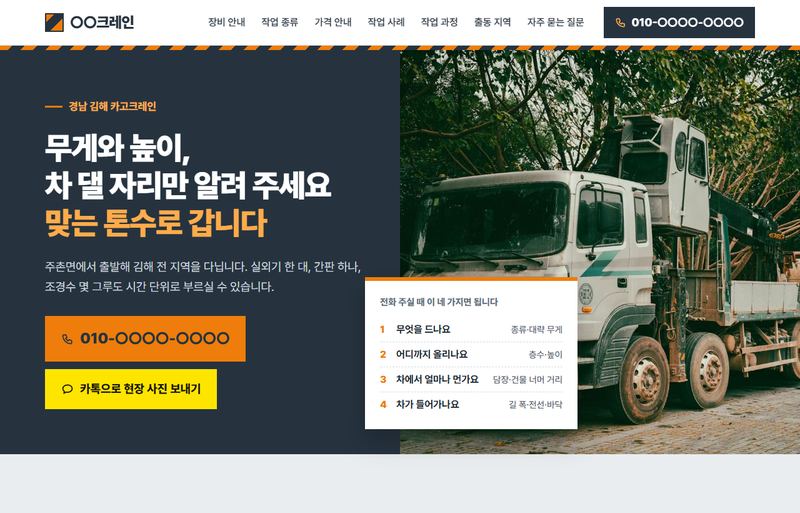 OO크레인
장비 안내
작업 종류
가격 안내
작업 사례
작업 과정
출동 지역
자주 묻는 질문
010-OOOO-OOOO
경남 김해 카고크레인
무게와 높이,
차 댈 자리만 알려 주세요
맞는 톤수로 갑니다
주촌면에서 출발해 김해 전 지역을 다닙니다. 실외기 한 대, 간판 하나,
조경수 몇 그루도 시간 단위로 부르실 수 있습니다.
010-OOOO-OOOO
카톡으로 현장 사진 보내기
전화 주실 때 이 네 가지면 됩니다
1 무엇을 드나요 종류·대략 무게
2 어디까지 올리나요 층수·높이
3 차에서 얼마나 먼가요 담장·건물 너머 거리
4 차가 들어가나요 길 폭·전선·바닥